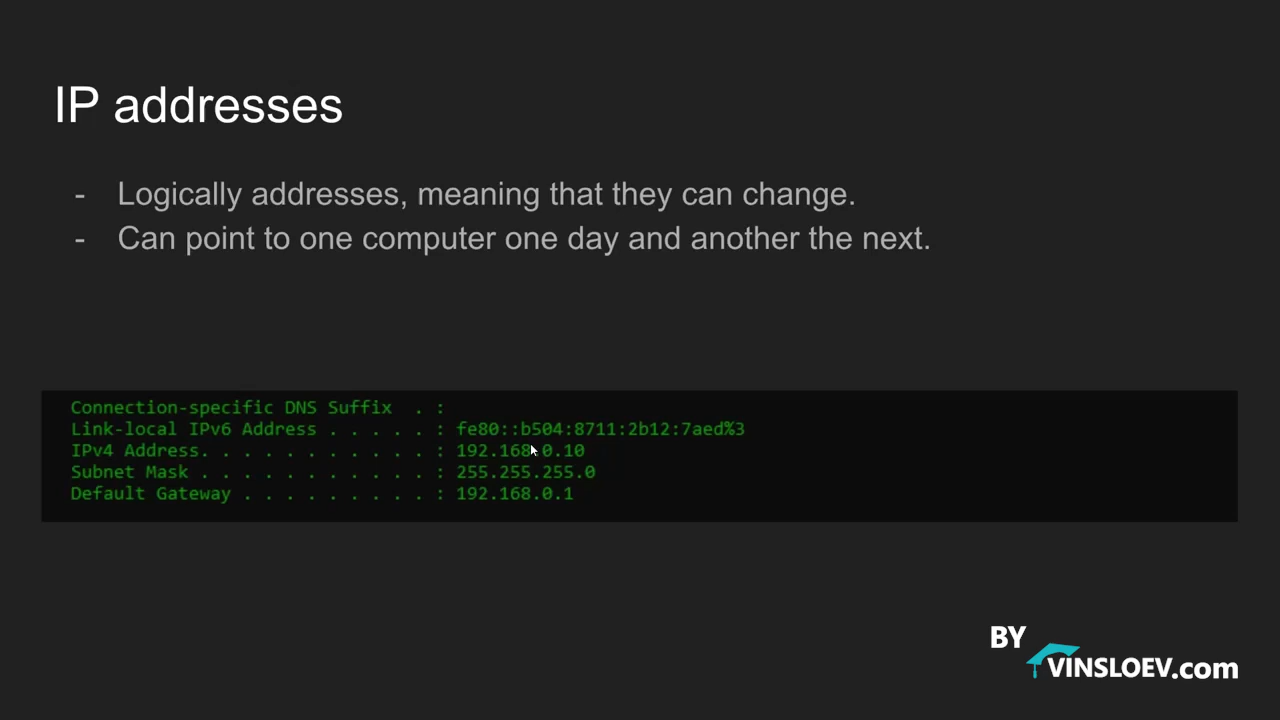 IP addresses
- Logically addresses, meaning that they can change.
- Can point to one computer one day and another the next.
Connection-specific DNS Suffix . :
Link-local IPv6 Address . . . . . : fe80::b504:8711:2b12:7aed%3
IPv4 Address. . . . . . . . . . . : 192.168.0.10
Subnet Mask . . . . . . . . . . . : 255.255.255.0
Default Gateway . . . . . . . . . : 192.168.0.1
BY
VINSLOEV.com